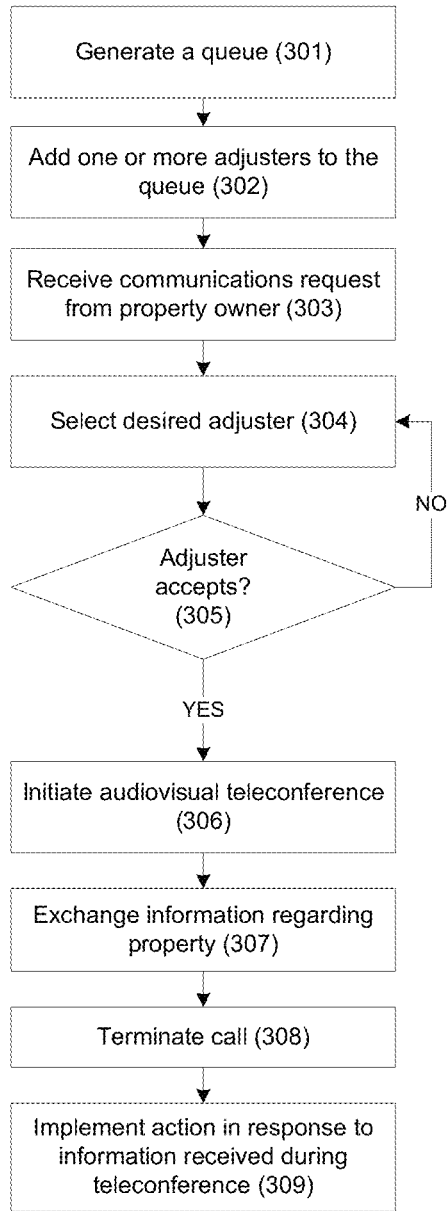 Generate a queue (301)
Add one or more adjusters to the
queue (302)
Receive communications request
from property owner (303)
Select desired adjuster (304)
NO
Adjuster
accepts?
(305)
YES
Initiate audiovisual teleconference
(306)
Exchange information regarding
property (307)
Terminate call (308)
Implement action in response to
information received during
teleconference (309)